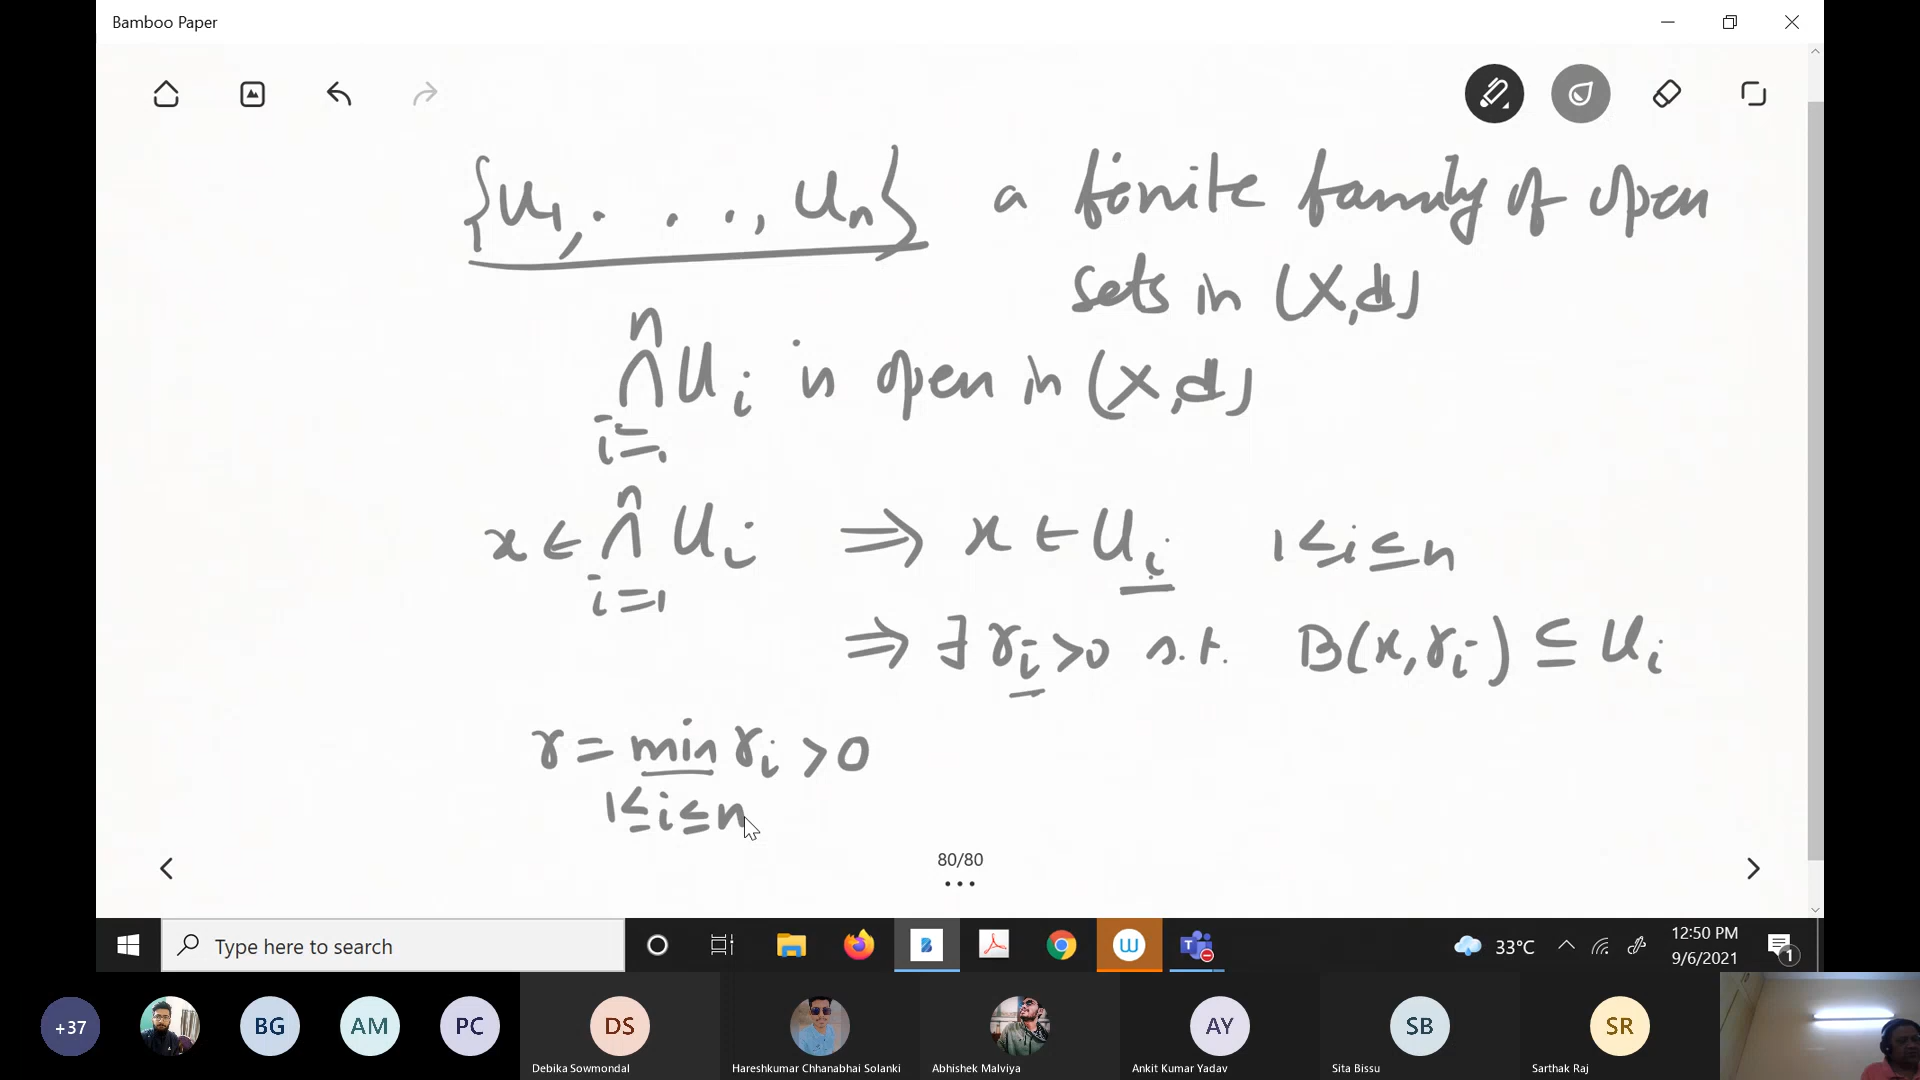 Bamboo Paper
{U₁, . . ., Uₙ} a finite family of open
sets in (X,d)
n
∩ Uᵢ is open in (X,d)
i=1
n
x ∈ ∩ Uᵢ ⇒ x ∈ Uᵢ 1≤i≤n
i=1
⇒ ∃ rᵢ >0 s.t. B(x,rᵢ) ⊆ Uᵢ
r = min rᵢ >0
1≤i≤n
80/80
Type here to search
33°C
12:50 PM
9/6/2021
1
+37
BG
AM
PC
DS
AY
SB
SR
Debika Sowmondal
Hareshkumar Chhanabhai Solanki
Abhishek Malviya
Ankit Kumar Yadav
Sita Bissu
Sarthak Raj